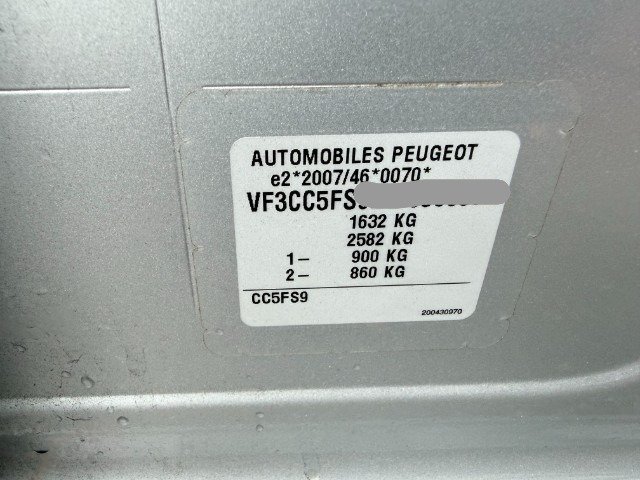 AUTOMOBILES PEUGEOT
e2*2007/46*0070*
VF3CC5FS
1632 KG
2582 KG
1- 900 KG
2- 860 KG
CC5FS9
200430970